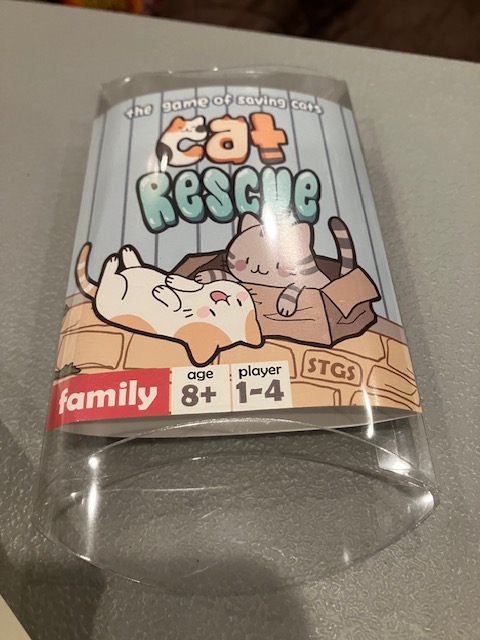 the game of saving cats
cat
Rescue
STGS
family
age
8+
player
1-4